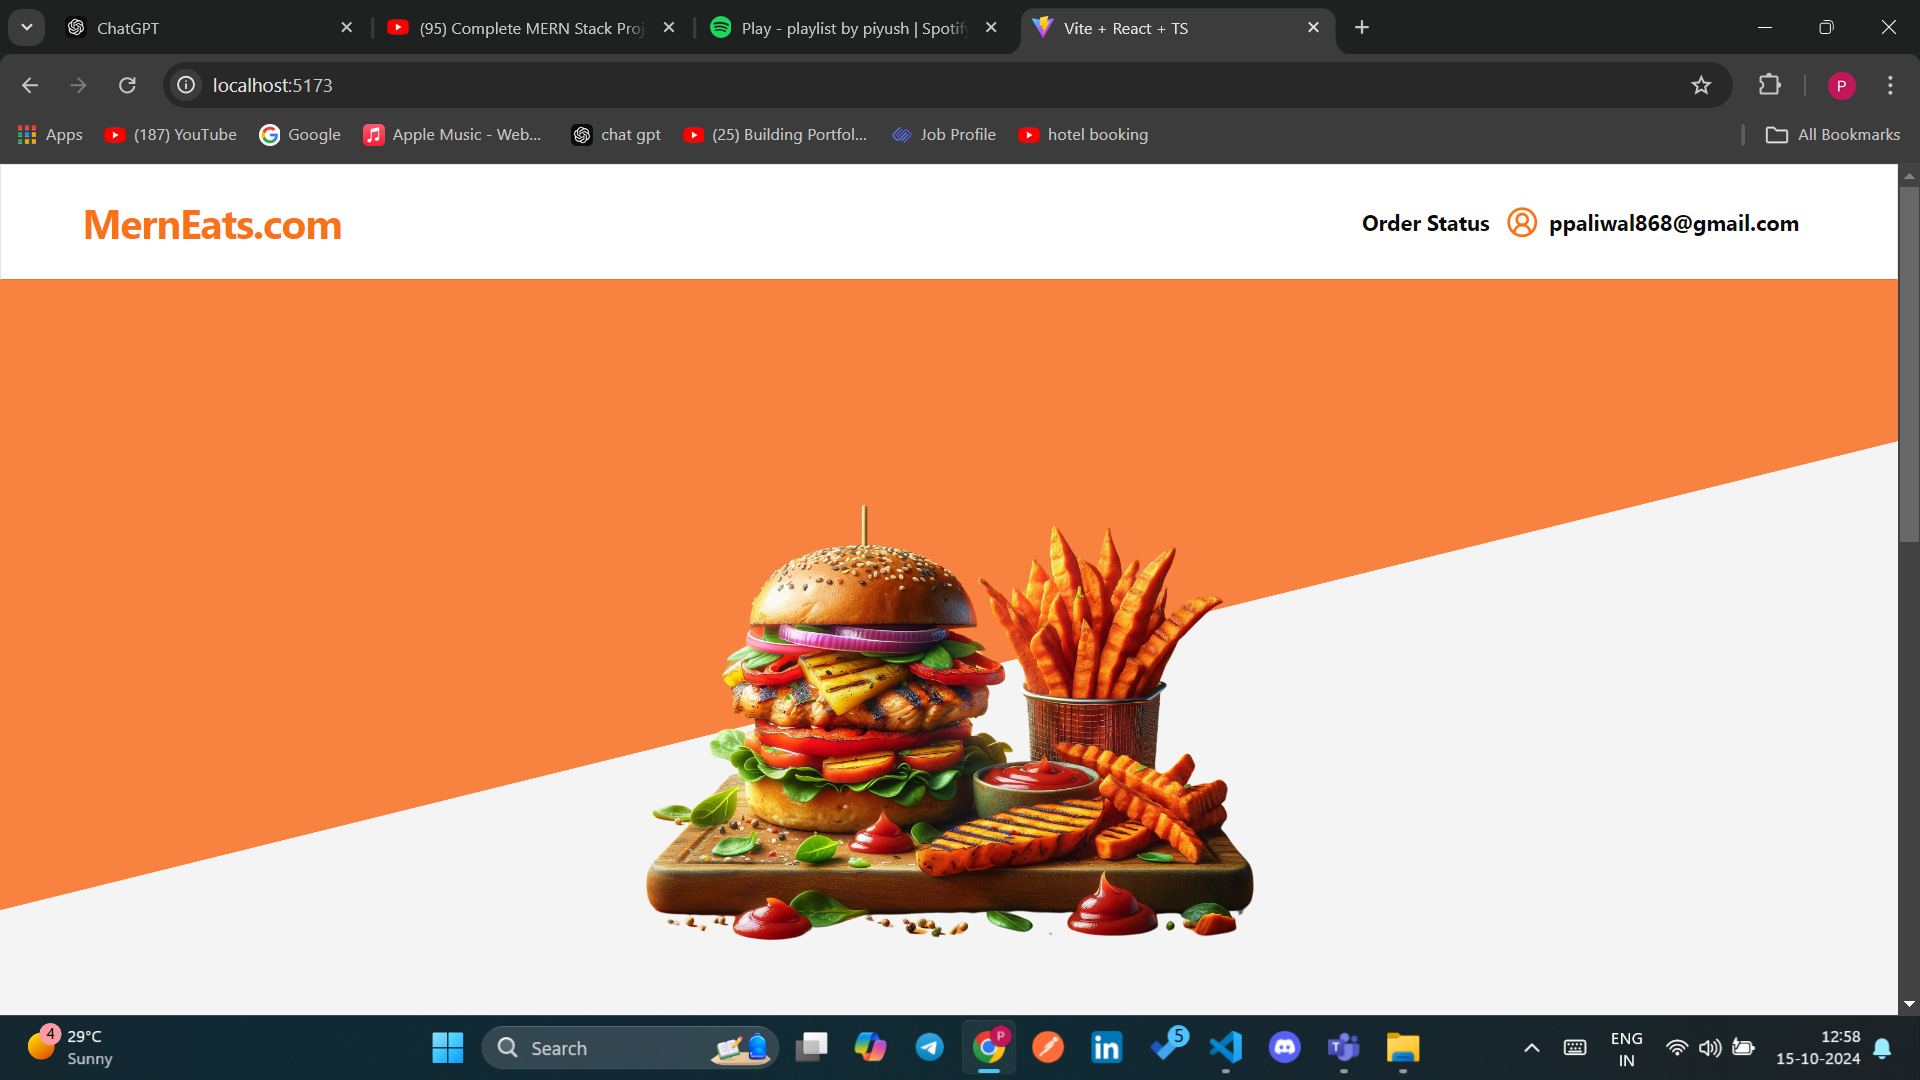 ChatGPT
(95) Complete MERN Stack Proj
Play - playlist by piyush | Spotify
Vite + React + TS
localhost:5173
P
Apps
(187) YouTube
Google
Apple Music - Web...
chat gpt
(25) Building Portfol...
Job Profile
hotel booking
All Bookmarks
MernEats.com
Order Status
ppaliwal868@gmail.com
4
29°C
Sunny
Search
P
in
5
ENG
IN
12:58
15-10-2024